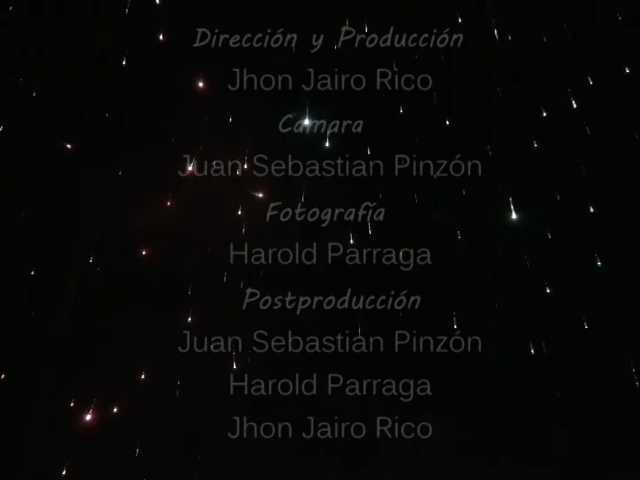 Dirección y Producción
Jhon Jairo Rico
Camara
Juan Sebastian Pinzón
Fotografía
Harold Parraga
Postproducción
Juan Sebastian Pinzón
Harold Parraga
Jhon Jairo Rico